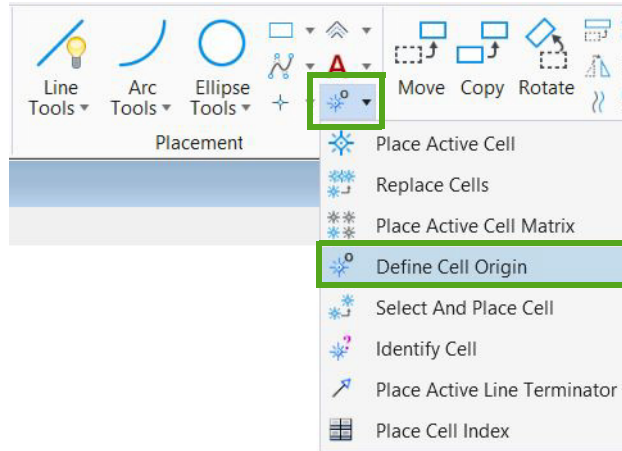 Line
Tools
Arc
Tools
Ellipse
Tools
A
Move
Copy
Rotate
Placement
Place Active Cell
Replace Cells
Place Active Cell Matrix
Define Cell Origin
Select And Place Cell
Identify Cell
Place Active Line Terminator
Place Cell Index